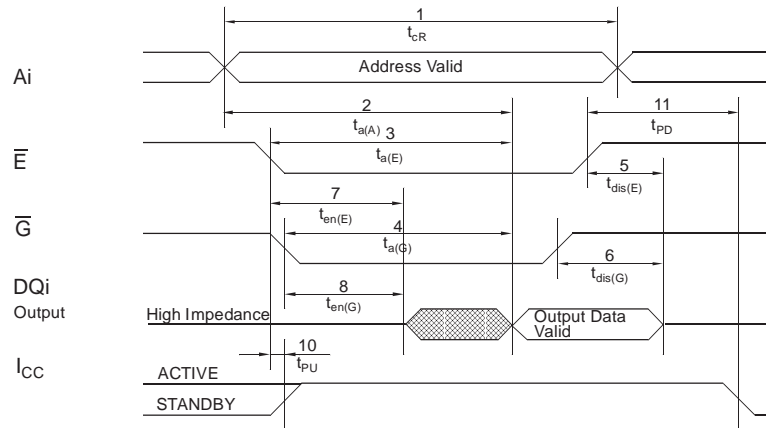 1
tcR
Ai
Address Valid
2
ta(A)
11
tPD
3
ta(E)
E
5
tdis(E)
7
ten(E)
G
4
ta(G)
6
tdis(G)
DQi
Output
8
ten(G)
High Impedance
Output Data
Valid
10
tPU
ICC
ACTIVE
STANDBY